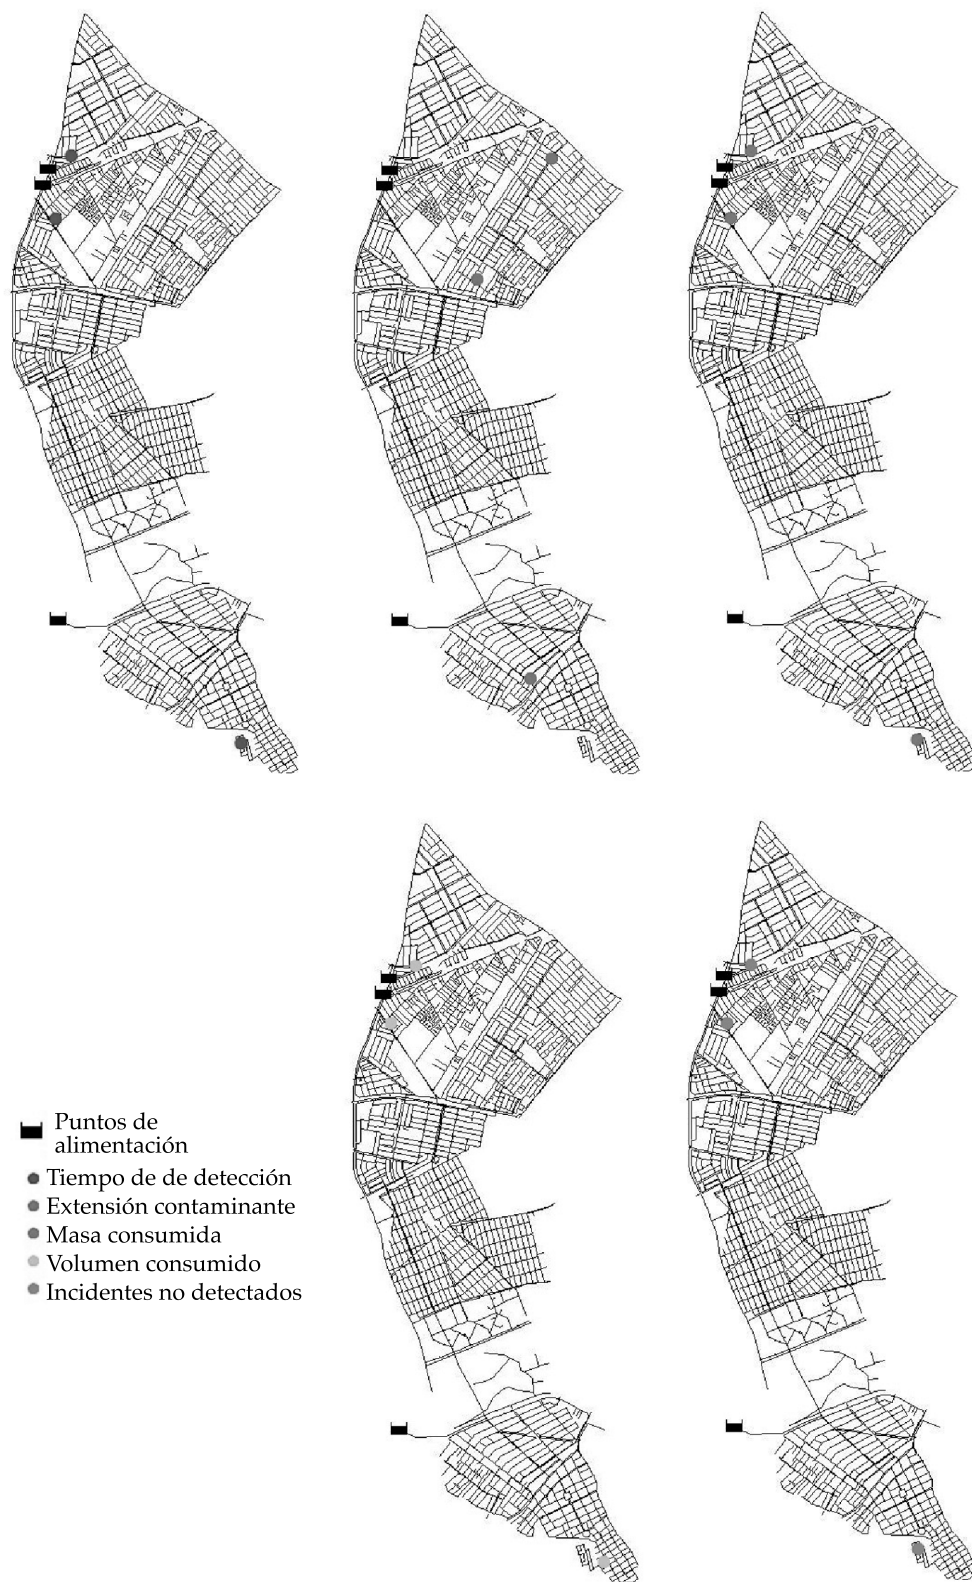 Puntos de
alimentación
Tiempo de de detección
Extensión contaminante
Masa consumida
Volumen consumido
Incidentes no detectados